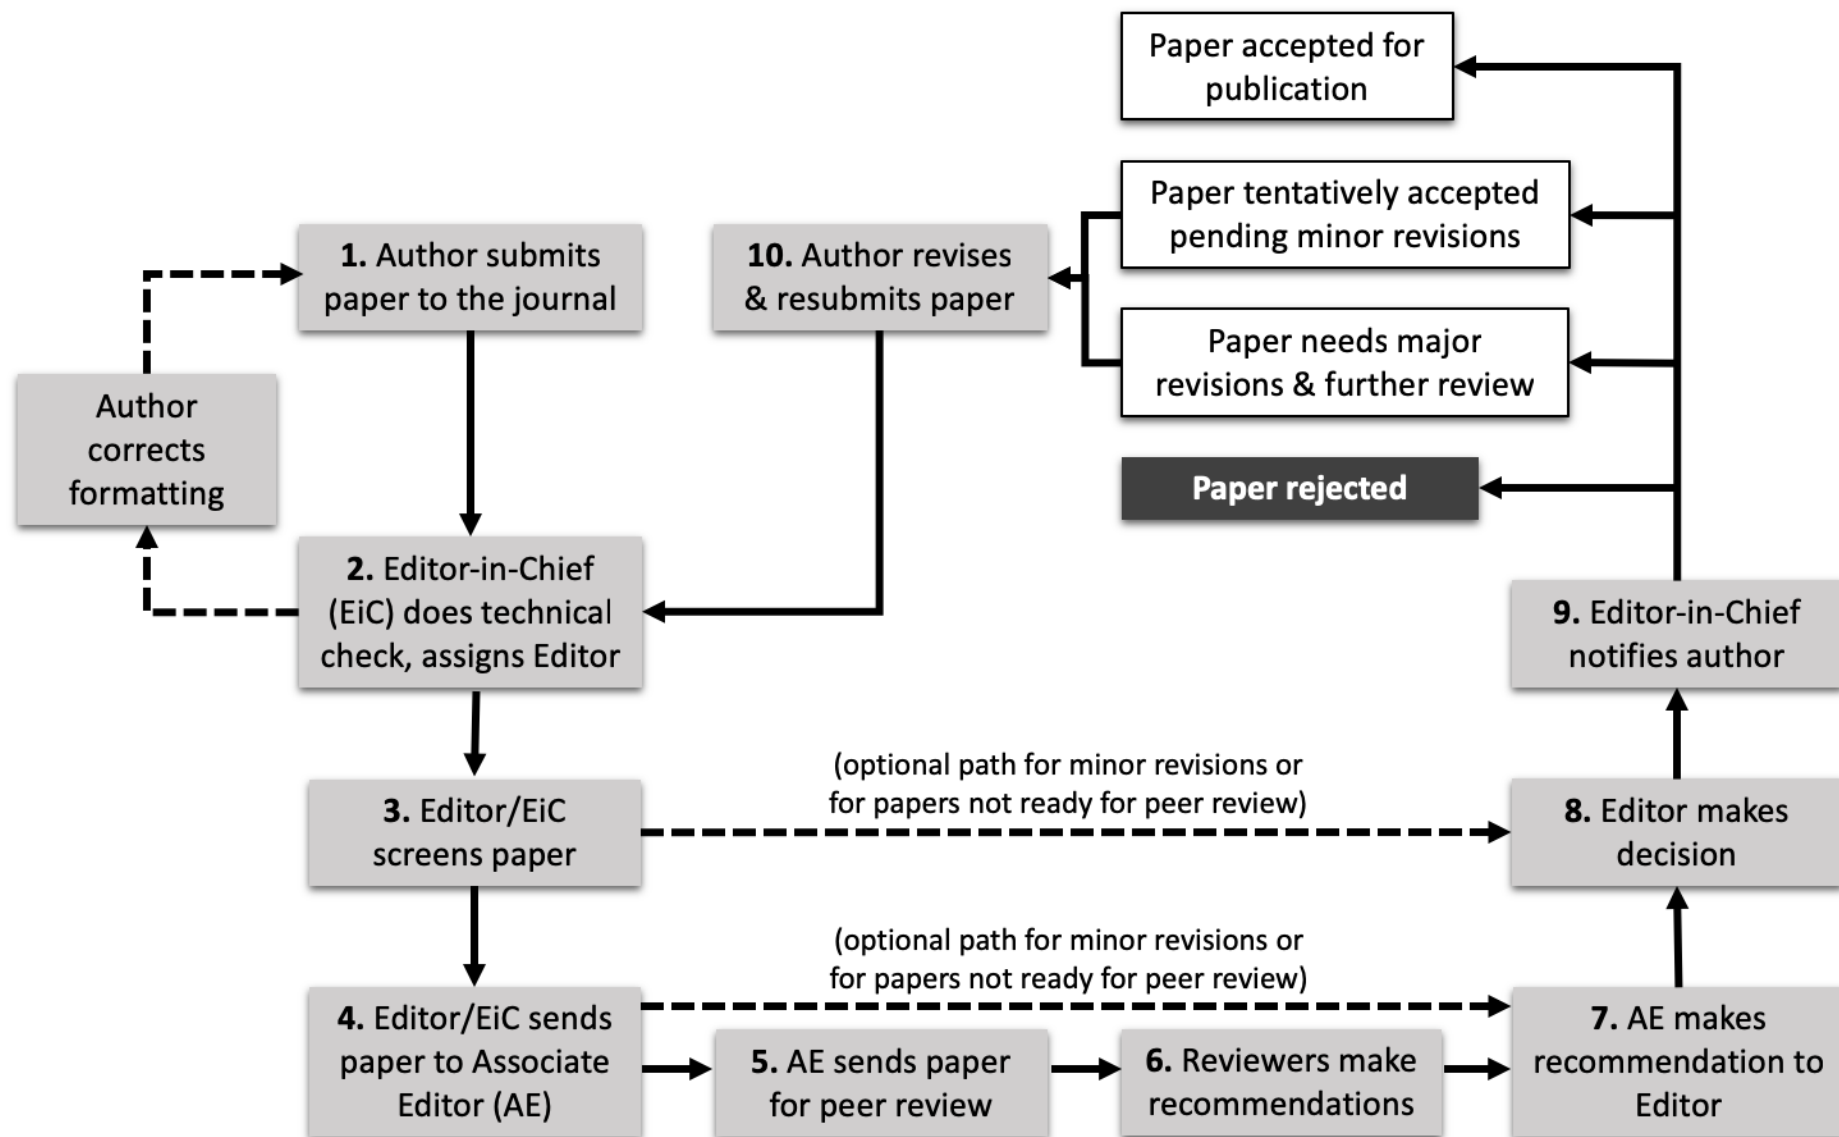 Paper accepted for
publication
Paper tentatively accepted
pending minor revisions
1. Author submits
paper to the journal
10. Author revises
& resubmits paper
Paper needs major
revisions & further review
Author
corrects
formatting
Paper rejected
2. Editor-in-Chief
(EiC) does technical
check, assigns Editor
9. Editor-in-Chief
notifies author
(optional path for minor revisions or
for papers not ready for peer review)
3. Editor/EiC
screens paper
8. Editor makes
decision
(optional path for minor revisions or
for papers not ready for peer review)
4. Editor/EiC sends
paper to Associate
Editor (AE)
5. AE sends paper
for peer review
6. Reviewers make
recommendations
7. AE makes
recommendation to
Editor